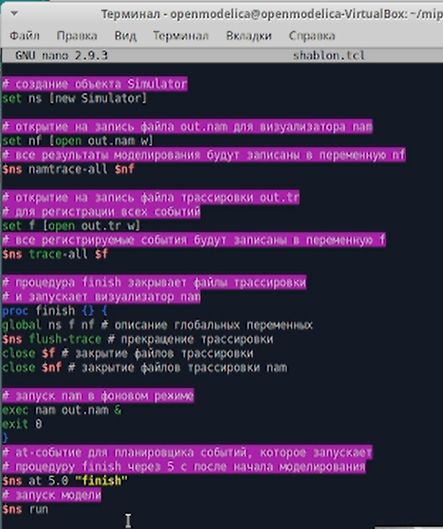 Терминал - openmodelica@openmodelica-VirtualBox: ~/mip
Файл Правка Вид Терминал Вкладки Справка
GNU nano 2.9.3 shablon.tcl
# создание объекта Simulator
set ns [new Simulator]
# открытие на запись файла out.nam для визуализатора nam
set nf [open out.nam w]
# все результаты моделирования будут записаны в переменную nf
$ns namtrace-all $nf
# открытие на запись файла трассировки out.tr
# для регистрации всех событий
set f [open out.tr w]
# все регистрируемые события будут записаны в переменную f
$ns trace-all $f
# процедура finish закрывает файлы трассировки
# и запускает визуализатор nam
proc finish {} {
global ns f nf # описание глобальных переменных
$ns flush-trace # прекращение трассировки
close $f # закрытие файлов трассировки
close $nf # закрытие файлов трассировки nam
# запуск nam в фоновом режиме
exec nam out.nam &
exit 0
}
# at-событие для планировщика событий, которое запускает
# процедуру finish через 5 с после начала моделирования
$ns at 5.0 "finish"
# запуск модели
$ns run